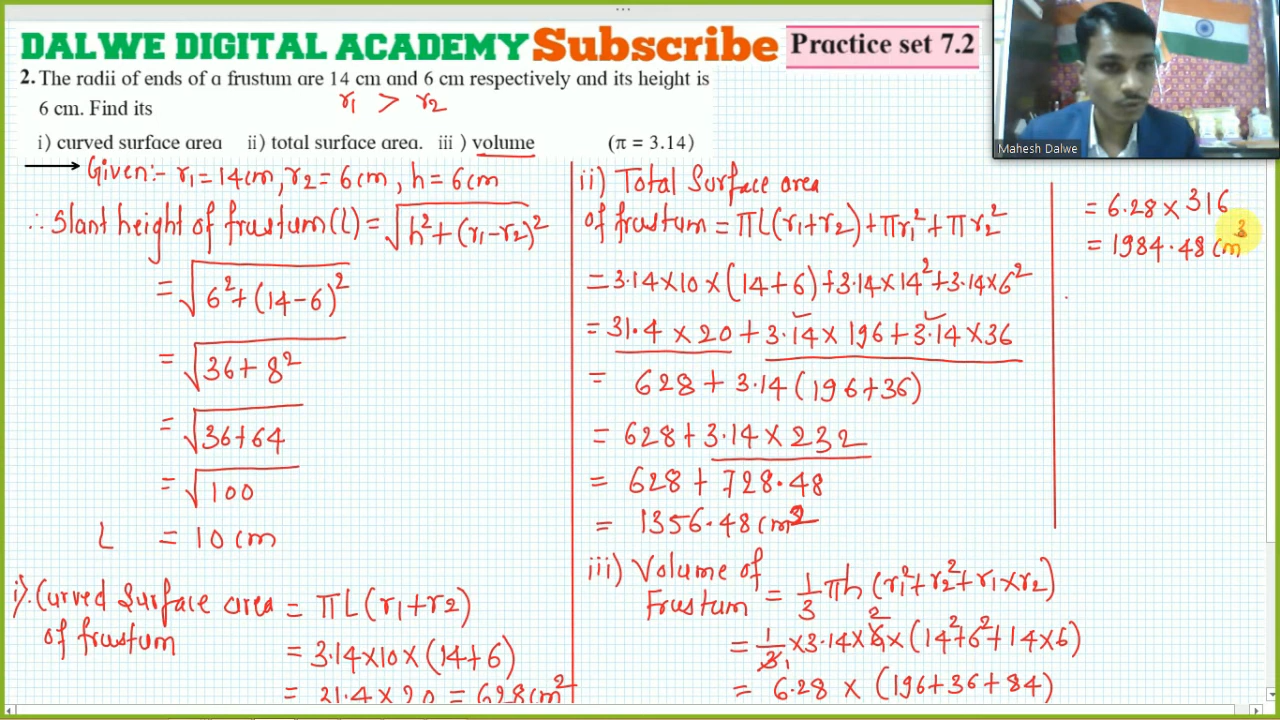 DALWE DIGITAL ACADEMY Subscribe Practice set 7.2
2. The radii of ends of a frustum are 14 cm and 6 cm respectively and its height is
6 cm. Find its
r₁ > r₂
i) curved surface area ii) total surface area. iii ) volume (π = 3.14)
Mahesh Dalwe
→ Given:- r₁=14cm, r₂=6cm, h=6cm
∴ Slant height of frustum (l) = √h²+(r₁-r₂)²
= √6²+(14-6)²
= √36+8²
= √36+64
= √100
L = 10cm
i). Curved Surface area = πL(r₁+r₂)
of frustum
= 3.14×10×(14+6)
= 31.4×20 = 628cm²
ii) Total Surface area
of frustum = πL(r₁+r₂)+πr₁²+πr₂²
=3.14×10×(14+6)+3.14×14²+3.14×6²
= 31.4×20+3.14×196+3.14×36
= 628+3.14(196+36)
= 628+3.14×232
= 628+728.48
= 1356.48cm²
iii) Volume of
Frustum = 1/3 πh (r₁²+r₂²+r₁×r₂)
2
= 1/3 ×3.14×6×(14²+6²+14×6)
1
= 6.28 × (196+36+84)
= 6.28×316
= 1984.48 cm³